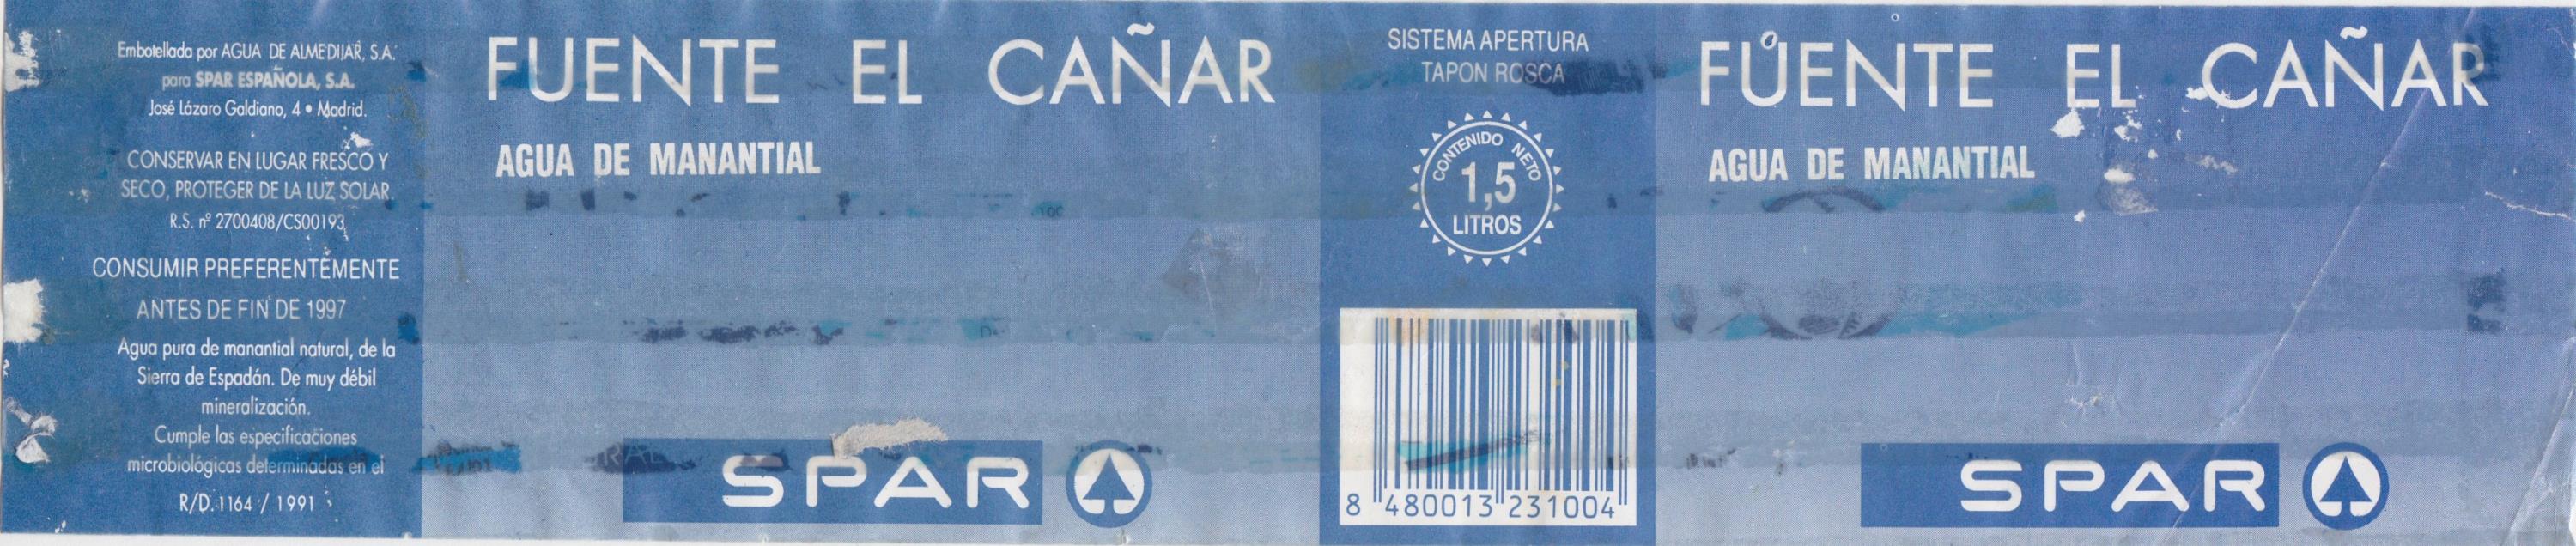 Embotellada por AGUA DE ALMEDIJAR, S.A.
para SPAR ESPAÑOLA, S.A.
José Lázaro Galdiano, 4 • Madrid.
CONSERVAR EN LUGAR FRESCO Y
SECO, PROTEGER DE LA LUZ SOLAR.
R.S. nº 2700408/CS00193
CONSUMIR PREFERENTEMENTE
ANTES DE FIN DE 1997
Agua pura de manantial natural, de la
Sierra de Espadán. De muy débil
mineralización.
Cumple las especificaciones
microbiológicas determinadas en el
R/D. 1164 / 1991
FUENTE EL CAÑAR
AGUA DE MANANTIAL
SPAR
SISTEMA APERTURA
TAPON ROSCA
CONTENIDO NETO
1,5
LITROS
8 480013 231004
FUENTE EL CAÑAR
AGUA DE MANANTIAL
SPAR